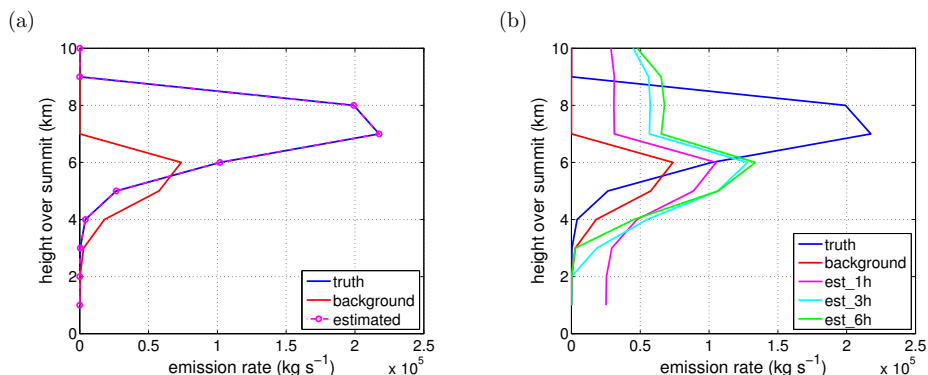 (a)
10
8
6
4
2
0
height over summit (km)
0 0.5 1 1.5 2 2.5
x 10⁵
emission rate (kg s⁻¹)
truth
background
estimated
(b)
10
8
6
4
2
0
height over summit (km)
0 0.5 1 1.5 2 2.5
x 10⁵
emission rate (kg s⁻¹)
truth
background
est_1h
est_3h
est_6h